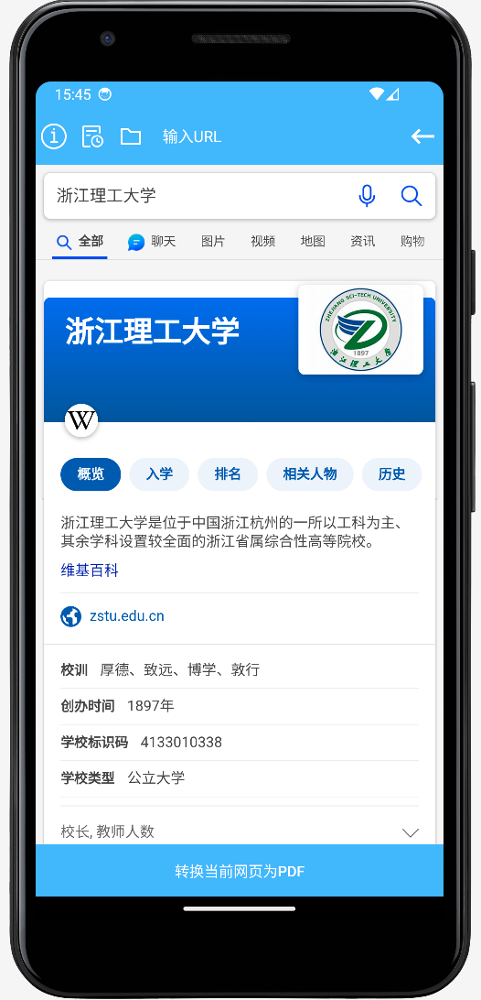 15:45
输入URL
浙江理工大学
全部 聊天 图片 视频 地图 资讯 购物
浙江理工大学
ZHEJIANG SCI-TECH UNIVERSITY
1897
浙江理工大学
W
概览 入学 排名 相关人物 历史
浙江理工大学是位于中国浙江杭州的一所以工科为主、
其余学科设置较全面的浙江省属综合性高等院校。
维基百科
zstu.edu.cn
校训 厚德、致远、博学、敦行
创办时间 1897年
学校标识码 4133010338
学校类型 公立大学
校长, 教师人数
转换当前网页为PDF